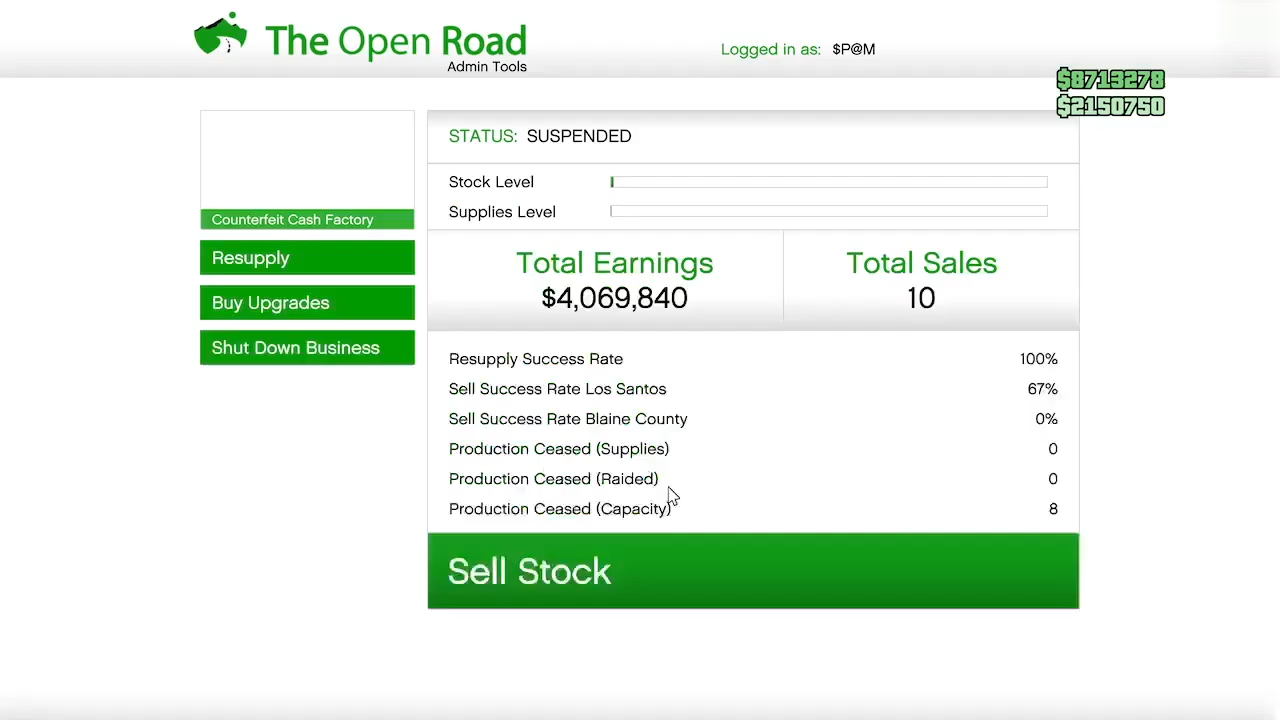 The Open Road
Admin Tools
Logged in as: $P@M
$8713278
$2150750
STATUS: SUSPENDED
Stock Level
Supplies Level
Counterfeit Cash Factory
Resupply
Buy Upgrades
Shut Down Business
Total Earnings
$4,069,840
Total Sales
10
Resupply Success Rate 100%
Sell Success Rate Los Santos 67%
Sell Success Rate Blaine County 0%
Production Ceased (Supplies) 0
Production Ceased (Raided) 0
Production Ceased (Capacity) 8
Sell Stock